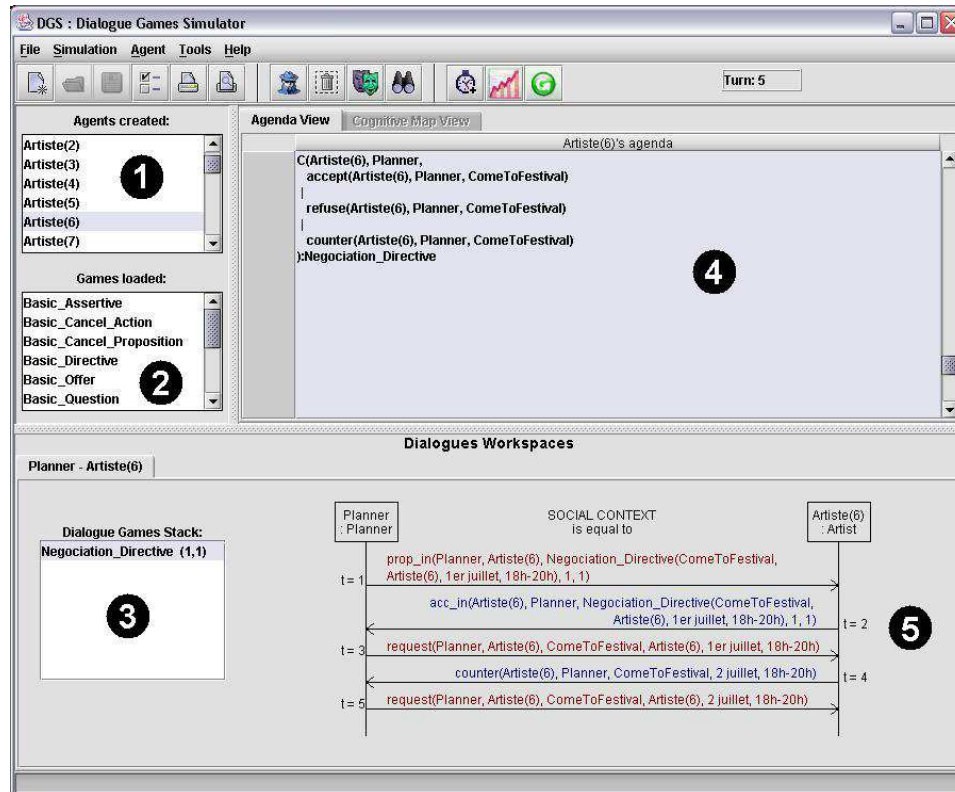 DGS : Dialogue Games Simulator
File Simulation Agent Tools Help
Turn: 5
Agents created:
Artiste(2)
Artiste(3)
Artiste(4)
Artiste(5)
Artiste(6)
Artiste(7)
1
Games loaded:
Basic_Assertive
Basic_Cancel_Action
Basic_Cancel_Proposition
Basic_Directive
Basic_Offer
Basic_Question
2
Agenda View Cognitive Map View
Artiste(6)'s agenda
C(Artiste(6), Planner,
accept(Artiste(6), Planner, ComeToFestival)
|
refuse(Artiste(6), Planner, ComeToFestival)
|
counter(Artiste(6), Planner, ComeToFestival)
):Negociation_Directive
4
Dialogues Workspaces
Planner - Artiste(6)
Dialogue Games Stack:
Negociation_Directive (1,1)
3
Planner
: Planner
SOCIAL CONTEXT
is equal to
Artiste(6)
: Artist
prop_in(Planner, Artiste(6), Negociation_Directive(ComeToFestival,
Artiste(6), 1er juillet, 18h-20h), 1, 1)
t = 1
acc_in(Artiste(6), Planner, Negociation_Directive(ComeToFestival,
Artiste(6), 1er juillet, 18h-20h), 1, 1)
t = 2
t = 3
request(Planner, Artiste(6), ComeToFestival, Artiste(6), 1er juillet, 18h-20h)
counter(Artiste(6), Planner, ComeToFestival, 2 juillet, 18h-20h)
t = 4
t = 5
request(Planner, Artiste(6), ComeToFestival, Artiste(6), 2 juillet, 18h-20h)
5